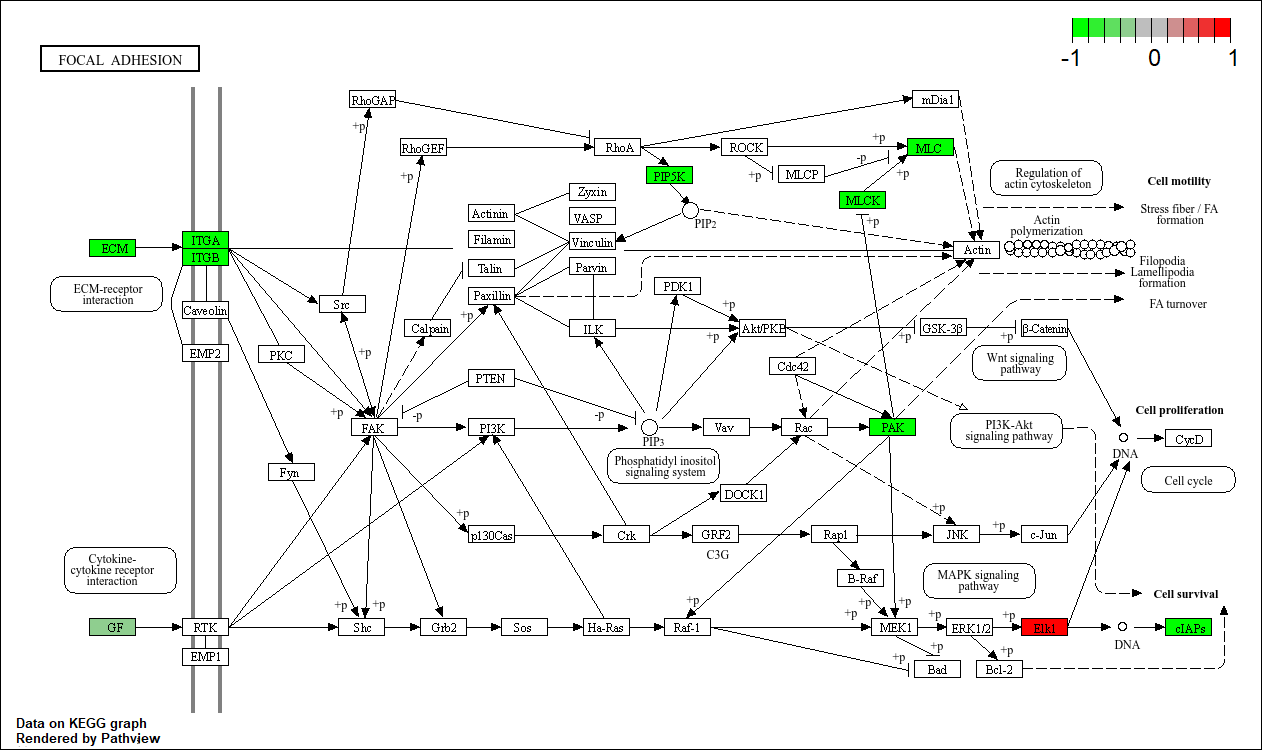 -1
0
1
FOCAL ADHESION
RhoGAP
mDia1
+p
RhoGEF
RhoA
ROCK
+p
MLC
-p
+p
MLCP
+p
PIP5K
+p
Regulation of
actin cytoskeleton
Cell motility
Zyxin
MLCK
Actinin
VASP
PIP2
+p
Stress fiber / FA
formation
Actin
polymerization
ECM
ITGA
ITGB
Filamin
Vinculin
Actin
Talin
Parvin
Filopodia
Lamellipodia
formation
ECM-receptor
interaction
Paxillin
PDK1
FA turnover
Caveolin
Src
+p
+p
Calpain
ILK
+p
Akt/PKB
GSK-3β
+p
+p
β-Catenin
EMP2
PKC
+p
Wnt signaling
pathway
Cdc42
PTEN
+p
-p
-p
Cell proliferation
FAK
PI3K
PIP3
Vav
Rac
PAK
PI3K-Akt
signaling pathway
DNA
CycD
Phosphatidyl inositol
signaling system
Fyn
Cell cycle
DOCK1
+p
+p
+p
p130Cas
Crk
GRF2
C3G
Rap1
JNK
c-Jun
Cytokine-
cytokine receptor
interaction
B-Raf
MAPK signaling
pathway
Cell survival
+p
+p
+p
+p
+p
+p
+p
+p
GF
RTK
Shc
Grb2
Sos
Ha-Ras
Raf-1
MEK1
ERK1/2
Elk1
DNA
cIAPs
EMP1
+p
+p
+p
Bad
Bcl-2
Data on KEGG graph
Rendered by Pathview